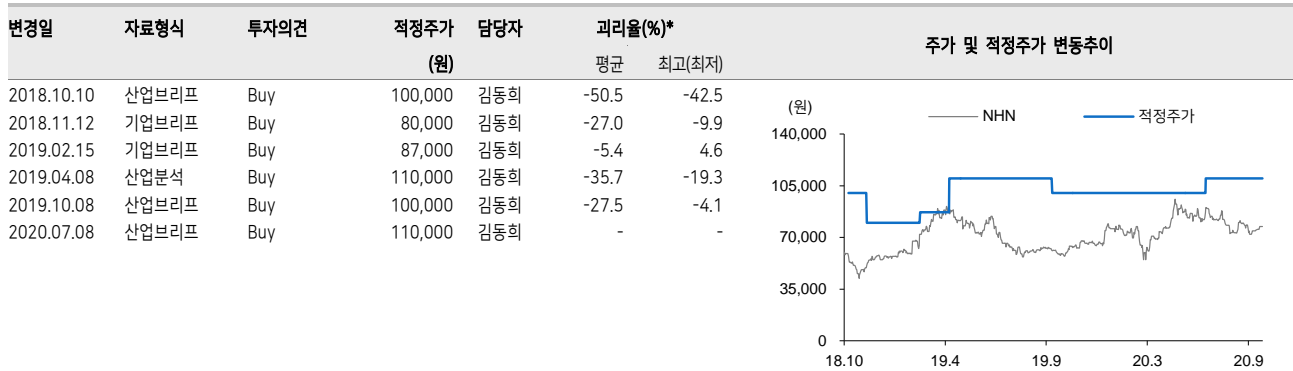 변경일 자료형식 투자의견 적정주가 담당자 괴리율(%)* 주가 및 적정주가 변동추이
(원) 평균 최고(최저)
2018.10.10 산업브리프 Buy 100,000 김동희 -50.5 -42.5
2018.11.12 기업브리프 Buy 80,000 김동희 -27.0 -9.9
2019.02.15 기업브리프 Buy 87,000 김동희 -5.4 4.6
2019.04.08 산업분석 Buy 110,000 김동희 -35.7 -19.3
2019.10.08 산업브리프 Buy 100,000 김동희 -27.5 -4.1
2020.07.08 산업브리프 Buy 110,000 김동희 - -
(원) NHN 적정주가
140,000
105,000
70,000
35,000
0
18.10 19.4 19.9 20.3 20.9